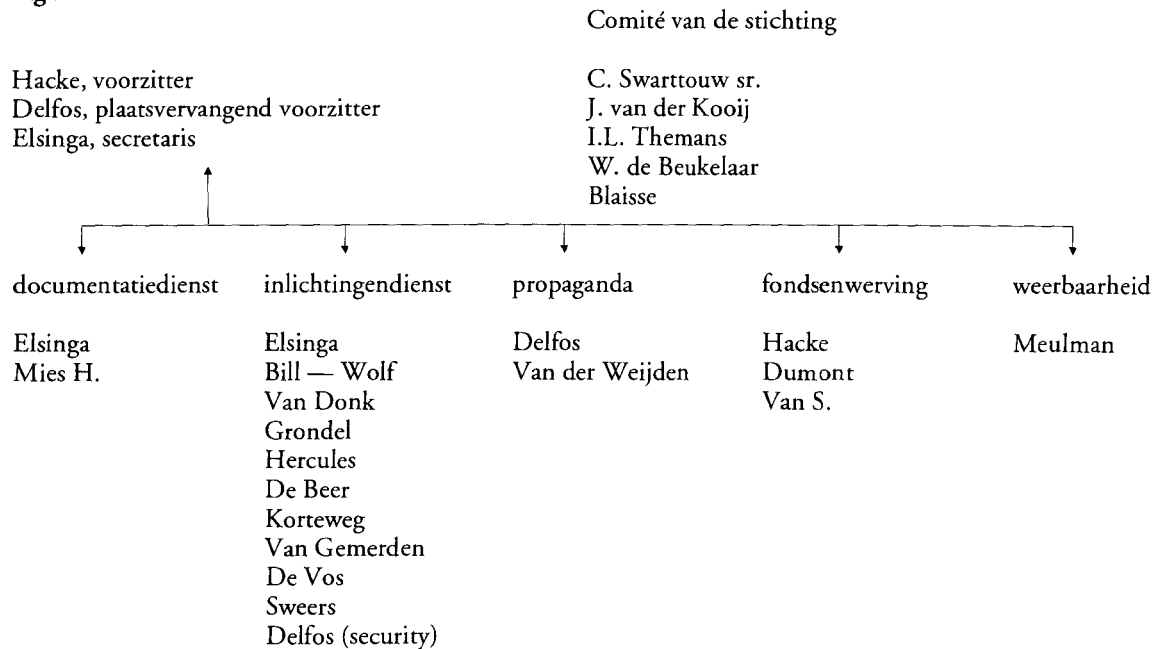 Comité van de stichting
Hacke, voorzitter
Delfos, plaatsvervangend voorzitter
Elsinga, secretaris
C. Swarttouw sr.
J. van der Kooij
I.L. Themans
W. de Beukelaar
Blaisse
documentatiedienst
Elsinga
Mies H.
inlichtingendienst
Elsinga
Bill — Wolf
Van Donk
Grondel
Hercules
De Beer
Korteweg
Van Gemerden
De Vos
Sweers
Delfos (security)
propaganda
Delfos
Van der Weijden
fondsenwerving
Hacke
Dumont
Van S.
weerbaarheid
Meulman